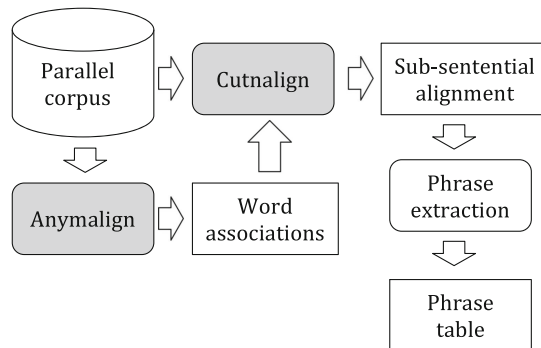 Parallel
corpus
Cutnalign
Sub-sentential
alignment
Anymalign
Word
associations
Phrase
extraction
Phrase
table